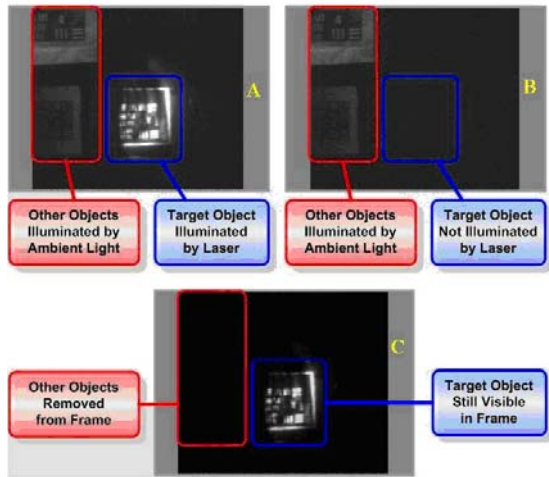 A
B
Other Objects
Illuminated by
Ambient Light
Target Object
Illuminated
by Laser
Other Objects
Illuminated by
Ambient Light
Target Object
Not Illuminated
by Laser
C
Other Objects
Removed
from Frame
Target Object
Still Visible
in Frame